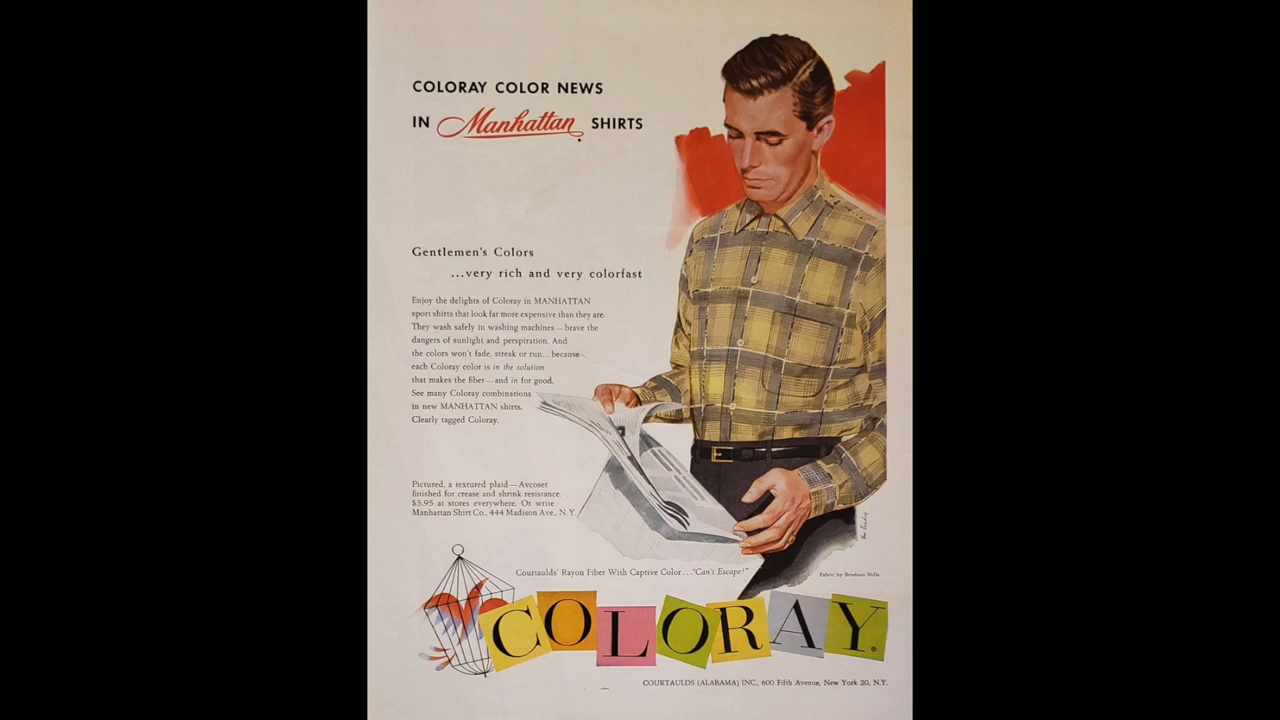 COLORAY COLOR NEWS
IN Manhattan SHIRTS
Gentlemen's Colors
...very rich and very colorfast
Enjoy the delights of Coloray in MANHATTAN
sport shirts that look far more expensive than they are.
They wash safely in washing machines — brave the
dangers of sunlight and perspiration. And
the colors won't fade, streak or run... because
each Coloray color is in the solution
that makes the fiber — and in for good.
See many Coloray combinations
in new MANHATTAN shirts.
Clearly tagged Coloray.
Pictured, a textured plaid — Avcoset
finished for crease and shrink resistance.
$5.95 at stores everywhere. Or write
Manhattan Shirt Co., 444 Madison Ave., N.Y.
Courtaulds' Rayon Fiber With Captive Color... "Can't Escape!"
Fabric by Brodnax Mills
COLORAY®
COURTAULDS (ALABAMA) INC., 600 Fifth Avenue, New York 20, N.Y.